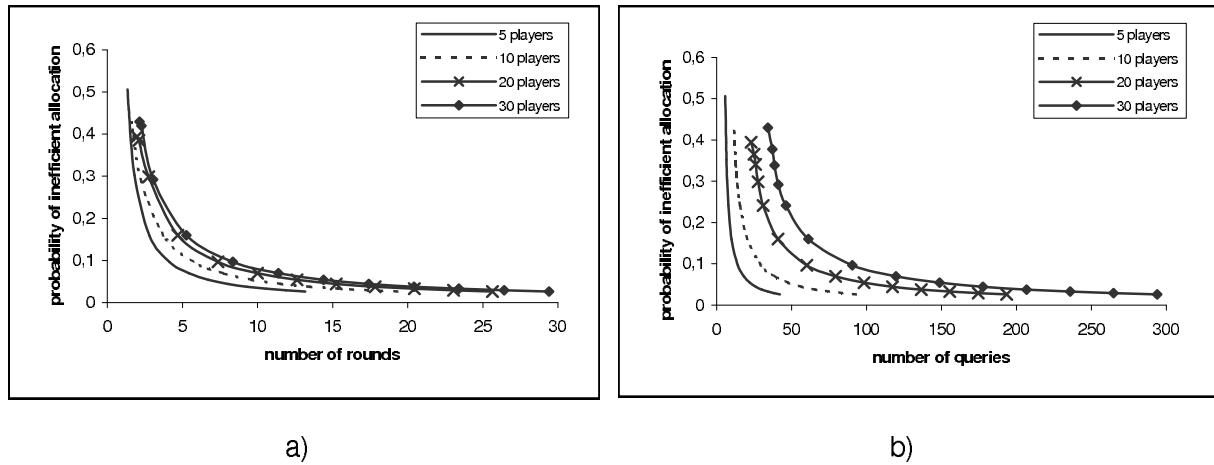 5 players
10 players
20 players
30 players
probability of inefficient allocation
0,6
0,5
0,4
0,3
0,2
0,1
0
0 5 10 15 20 25 30
number of rounds
a)
5 players
10 players
20 players
30 players
probability of inefficient allocation
0,6
0,5
0,4
0,3
0,2
0,1
0
0 50 100 150 200 250 300
number of queries
b)